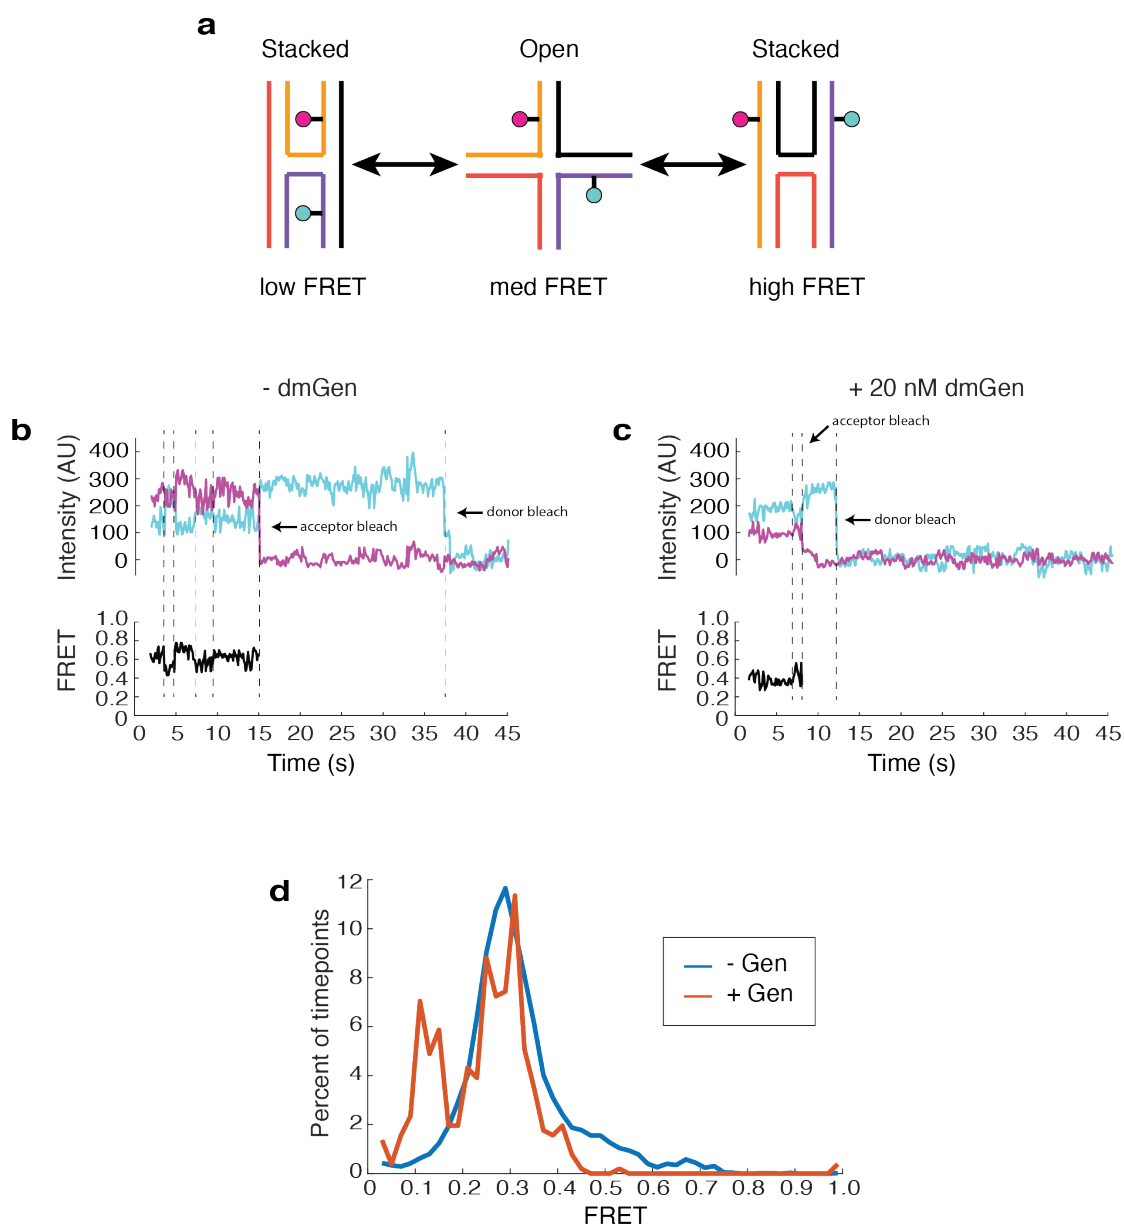 a
Stacked Open Stacked
low FRET med FRET high FRET
- dmGen
b
Intensity (AU)
400
300
200
100
0
acceptor bleach
donor bleach
FRET
1.0
0.8
0.6
0.4
0.2
0
0 5 10 15 20 25 30 35 40 45
Time (s)
+ 20 nM dmGen
c
acceptor bleach
Intensity (AU)
400
300
200
100
0
donor bleach
FRET
1.0
0.8
0.6
0.4
0.2
0
0 5 10 15 20 25 30 35 40 45
Time (s)
d
Percent of timepoints
12
10
8
6
4
2
0
- Gen
+ Gen
0 0.1 0.2 0.3 0.4 0.5 0.6 0.7 0.8 0.9 1.0
FRET